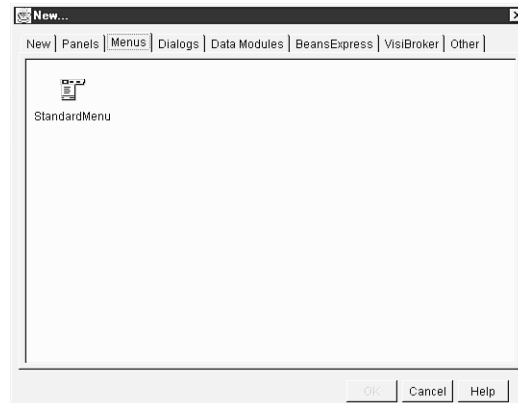 New...
New Panels Menus Dialogs Data Modules BeansExpress VisiBroker Other
StandardMenu
OK Cancel Help